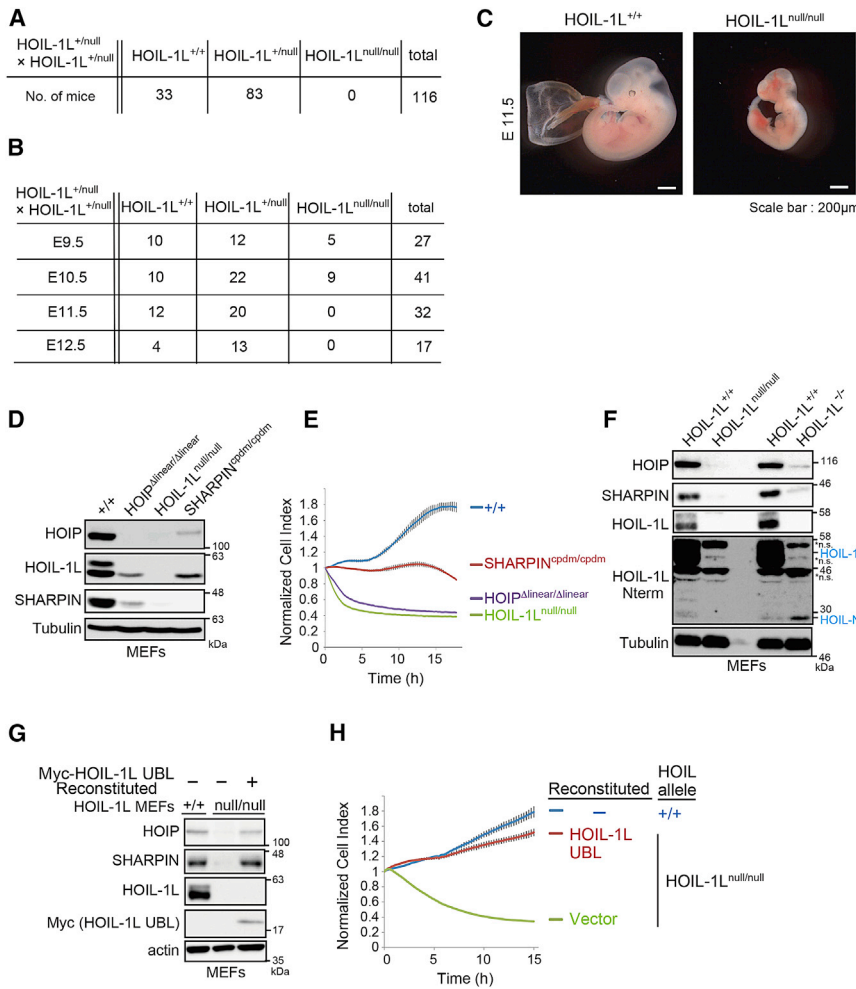 A
HOIL-1L+/null
× HOIL-1L+/null
HOIL-1L+/+
HOIL-1L+/null
HOIL-1Lnull/null
total
No. of mice
33
83
0
116
B
HOIL-1L+/null
× HOIL-1L+/null
HOIL-1L+/+
HOIL-1L+/null
HOIL-1Lnull/null
total
E9.5
10
12
5
27
E10.5
10
22
9
41
E11.5
12
20
0
32
E12.5
4
13
0
17
C
HOIL-1L+/+
HOIL-1Lnull/null
E 11.5
Scale bar : 200μm
D
+/+
HOIPΔlinear/Δlinear
HOIL-1Lnull/null
SHARPINcpdm/cpdm
HOIP
100
HOIL-1L
63
SHARPIN
48
Tubulin
63
kDa
MEFs
E
Normalized Cell Index
1.8
1.6
1.4
1.2
1
0.8
0.6
0.4
0.2
0
0
5
10
15
Time (h)
+/+
SHARPINcpdm/cpdm
HOIPΔlinear/Δlinear
HOIL-1Lnull/null
F
HOIL-1L+/+
HOIL-1Lnull/null
HOIL-1L+/+
HOIL-1L-/-
HOIP
116
SHARPIN
46
HOIL-1L
58
HOIL-1L
Nterm
58
*n.s.
HOIL-1
*n.s.
46
*n.s.
30
HOIL-N
Tubulin
46
kDa
MEFs
G
Myc-HOIL-1L UBL
Reconstituted
−
−
+
HOIL-1L MEFs
+/+
null/null
HOIP
100
SHARPIN
48
HOIL-1L
63
Myc (HOIL-1L UBL)
17
actin
35
kDa
MEFs
H
Normalized Cell Index
1.8
1.6
1.4
1.2
1
0.8
0.6
0.4
0.2
0
0
5
10
15
Time (h)
Reconstituted
HOIL
allele
−
+/+
HOIL-1L
UBL
Vector
HOIL-1Lnull/null